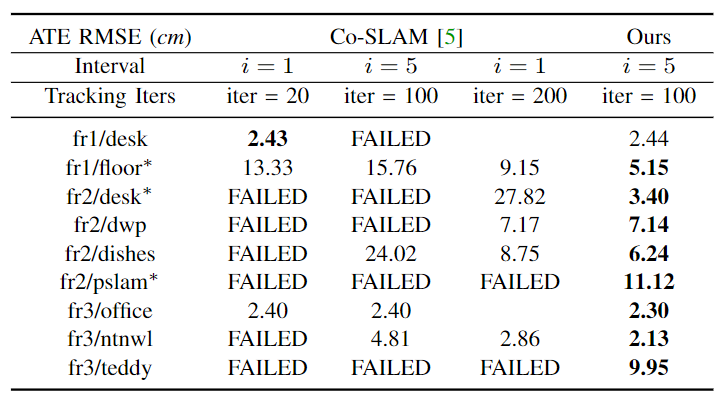 ATE RMSE (cm) Co-SLAM [5] Ours
Interval i = 1 i = 5 i = 1 i = 5
Tracking Iters iter = 20 iter = 100 iter = 200 iter = 100
fr1/desk 2.43 FAILED 2.44
fr1/floor* 13.33 15.76 9.15 5.15
fr2/desk* FAILED FAILED 27.82 3.40
fr2/dwp FAILED FAILED 7.17 7.14
fr2/dishes FAILED 24.02 8.75 6.24
fr2/pslam* FAILED FAILED FAILED 11.12
fr3/office 2.40 2.40 2.30
fr3/ntnwl FAILED 4.81 2.86 2.13
fr3/teddy FAILED FAILED FAILED 9.95